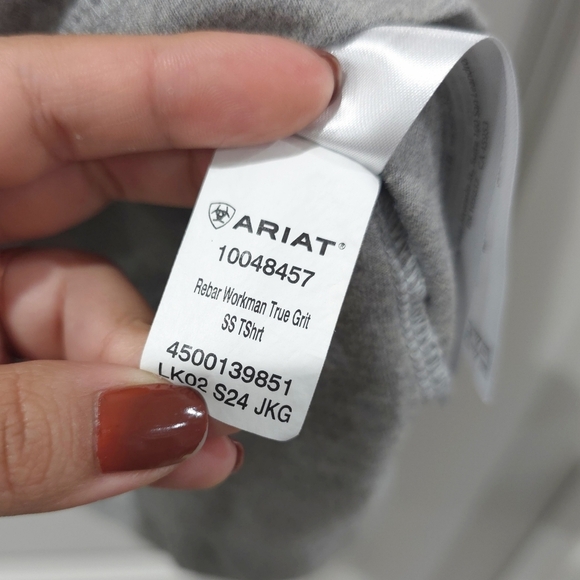 ARIAT®
10048457
Rebar Workman True Grit
SS TShrt
4500139851
LK02 S24 JKG